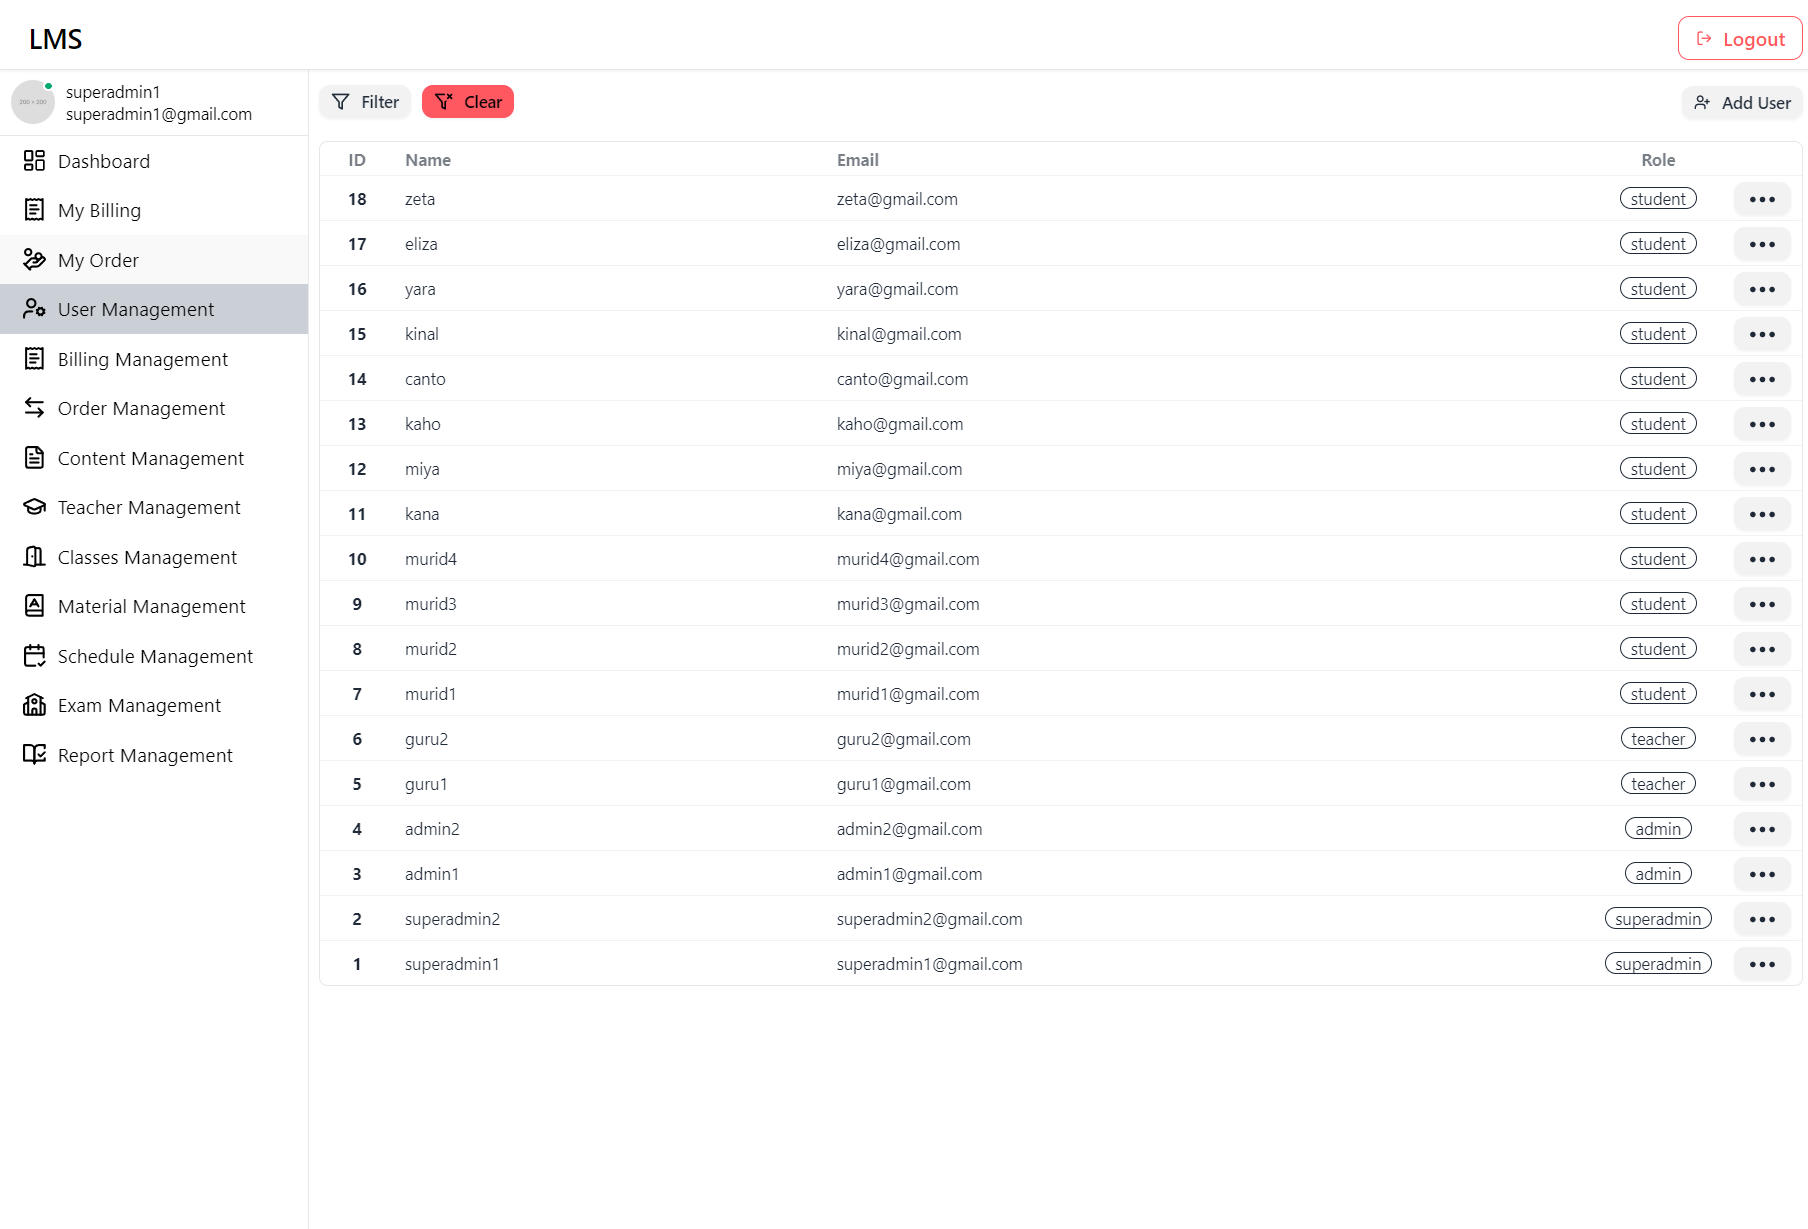 LMS
Logout
200 × 200
superadmin1
superadmin1@gmail.com
Dashboard
My Billing
My Order
User Management
Billing Management
Order Management
Content Management
Teacher Management
Classes Management
Material Management
Schedule Management
Exam Management
Report Management
Filter Clear Add User
ID Name Email Role
18 zeta zeta@gmail.com student
17 eliza eliza@gmail.com student
16 yara yara@gmail.com student
15 kinal kinal@gmail.com student
14 canto canto@gmail.com student
13 kaho kaho@gmail.com student
12 miya miya@gmail.com student
11 kana kana@gmail.com student
10 murid4 murid4@gmail.com student
9 murid3 murid3@gmail.com student
8 murid2 murid2@gmail.com student
7 murid1 murid1@gmail.com student
6 guru2 guru2@gmail.com teacher
5 guru1 guru1@gmail.com teacher
4 admin2 admin2@gmail.com admin
3 admin1 admin1@gmail.com admin
2 superadmin2 superadmin2@gmail.com superadmin
1 superadmin1 superadmin1@gmail.com superadmin